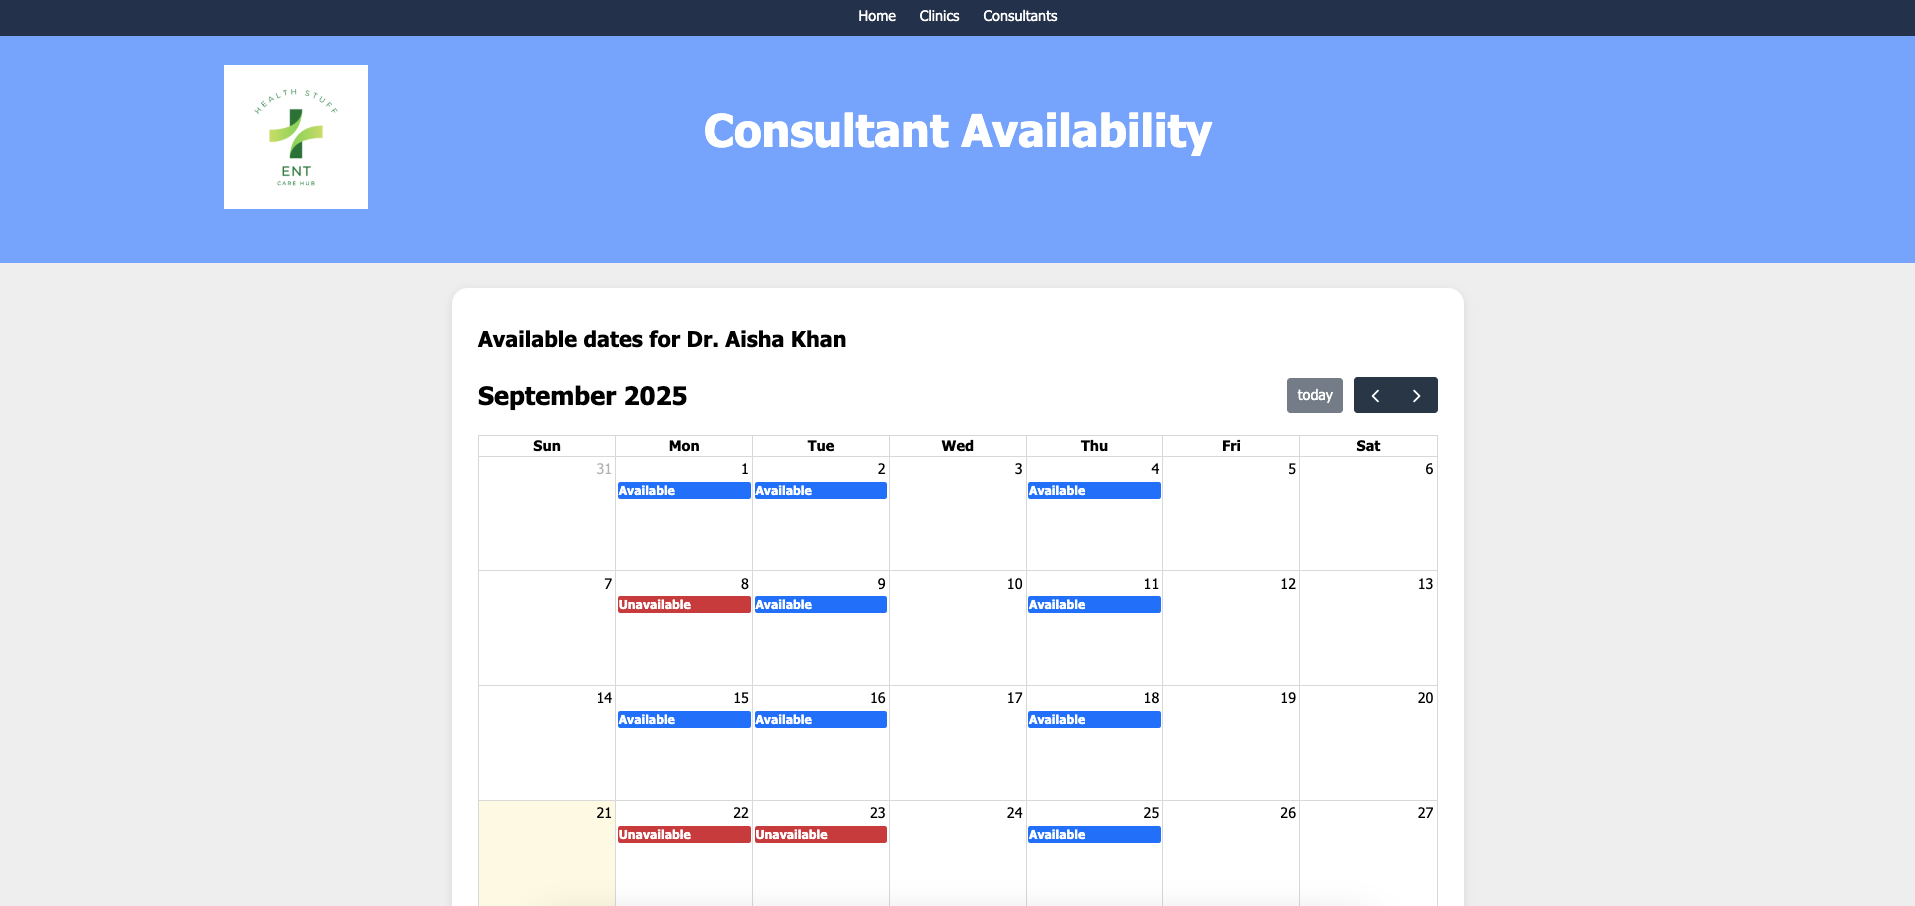 Home Clinics Consultants
HEALTH STUFF
ENT
CARE HUB
Consultant Availability
Available dates for Dr. Aisha Khan
September 2025
today
Sun Mon Tue Wed Thu Fri Sat
31 1 2 3 4 5 6
Available Available Available
7 8 9 10 11 12 13
Unavailable Available Available
14 15 16 17 18 19 20
Available Available Available
21 22 23 24 25 26 27
Unavailable Unavailable Available